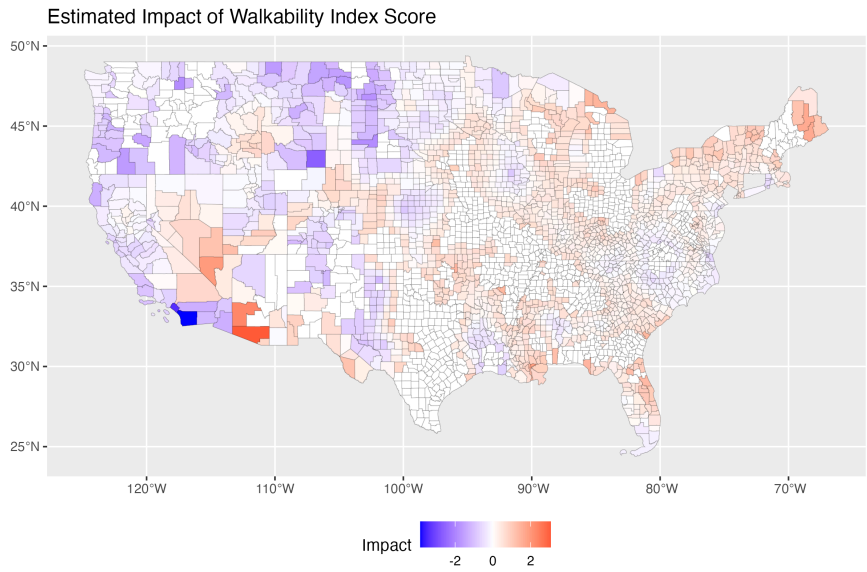 Estimated Impact of Walkability Index Score
50°N
45°N
40°N
35°N
30°N
25°N
120°W 110°W 100°W 90°W 80°W 70°W
Impact
-2 0 2